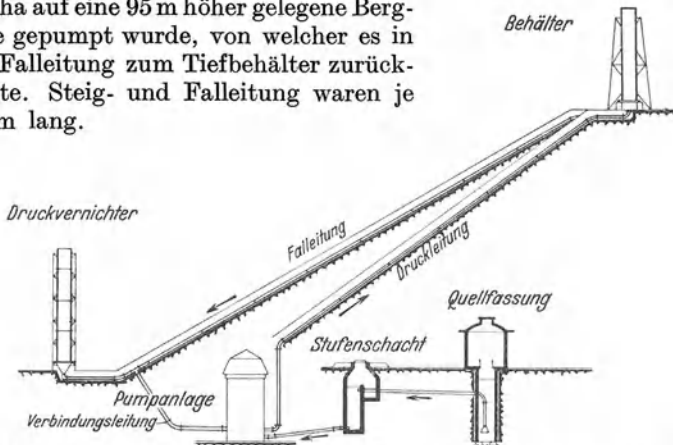 ha auf eine 95 m höher gelegene Berg-
e gepumpt wurde, von welcher es in
Falleitung zum Tiefbehälter zurück-
te. Steig- und Falleitung waren je
m lang.
Behälter
Druckvernichter
Falleitung
Druckleitung
Quellfassung
Stufenschacht
Pumpanlage
Verbindungsleitung